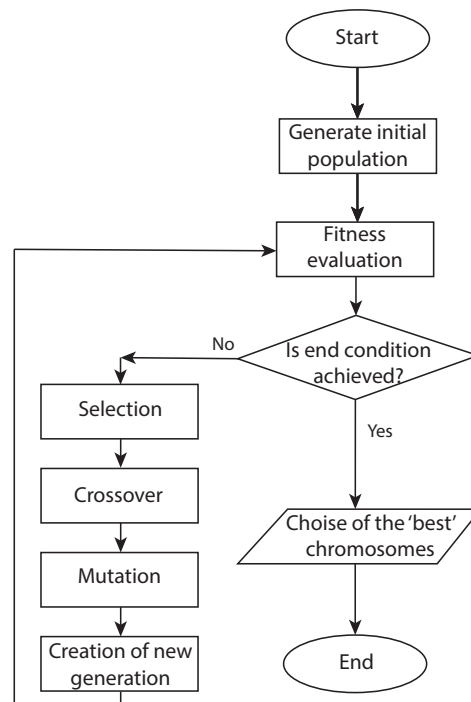 Start
Generate initial
population
Fitness
evaluation
Is end condition
achieved?
No
Yes
Selection
Crossover
Mutation
Creation of new
generation
Choise of the ‘best’
chromosomes
End